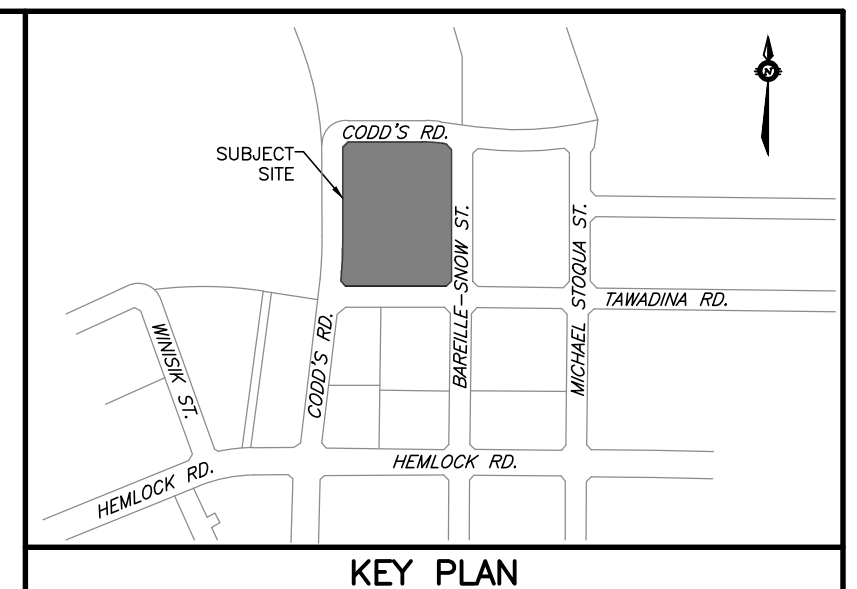 N
CODD'S RD.
SUBJECT
SITE
BAREILLE-SNOW ST.
MICHAEL STOQUA ST.
TAWADINA RD.
WINISIK ST.
CODD'S RD.
HEMLOCK RD.
HEMLOCK RD.
KEY PLAN